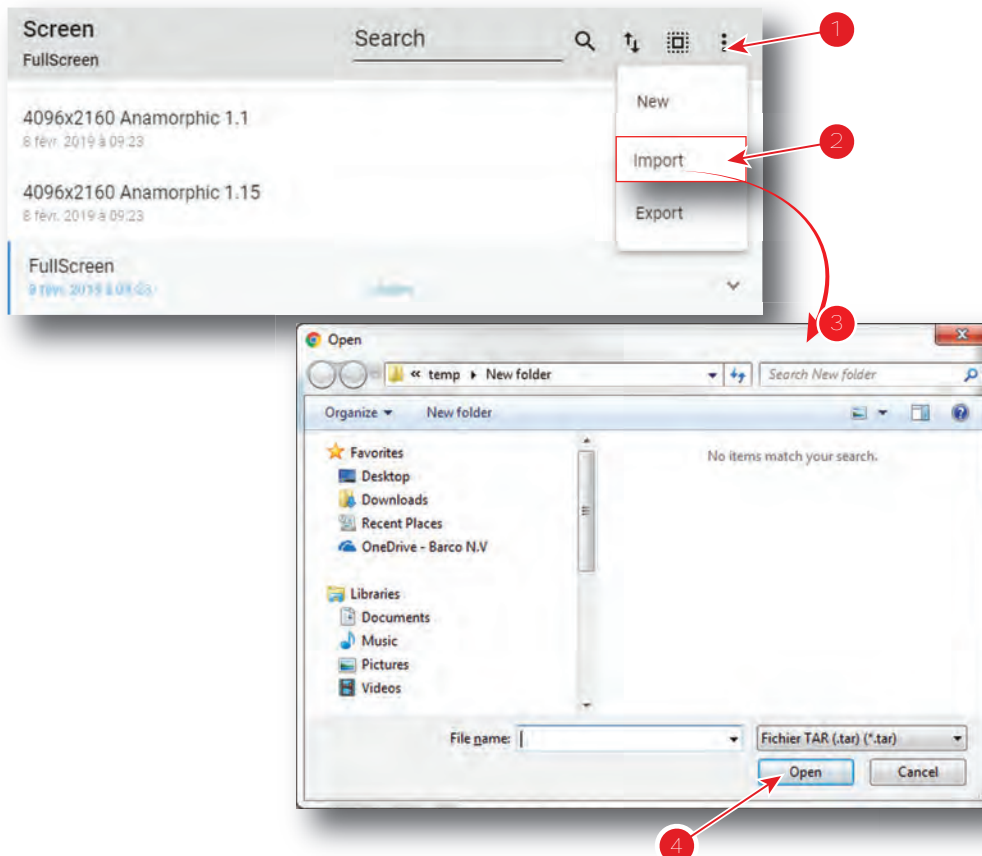 Screen
FullScreen
Search
1
New
2
Import
Export
4096x2160 Anamorphic 1.1
8 févr. 2019 à 09:23
4096x2160 Anamorphic 1.15
8 févr. 2019 à 09:23
FullScreen
3
Open
« temp ▸ New folder
Search New folder
Organize ▾ New folder
Favorites
Desktop
Downloads
Recent Places
OneDrive - Barco N.V
Libraries
Documents
Music
Pictures
Videos
No items match your search.
File name:
Fichier TAR (.tar) (*.tar)
Open
Cancel
4